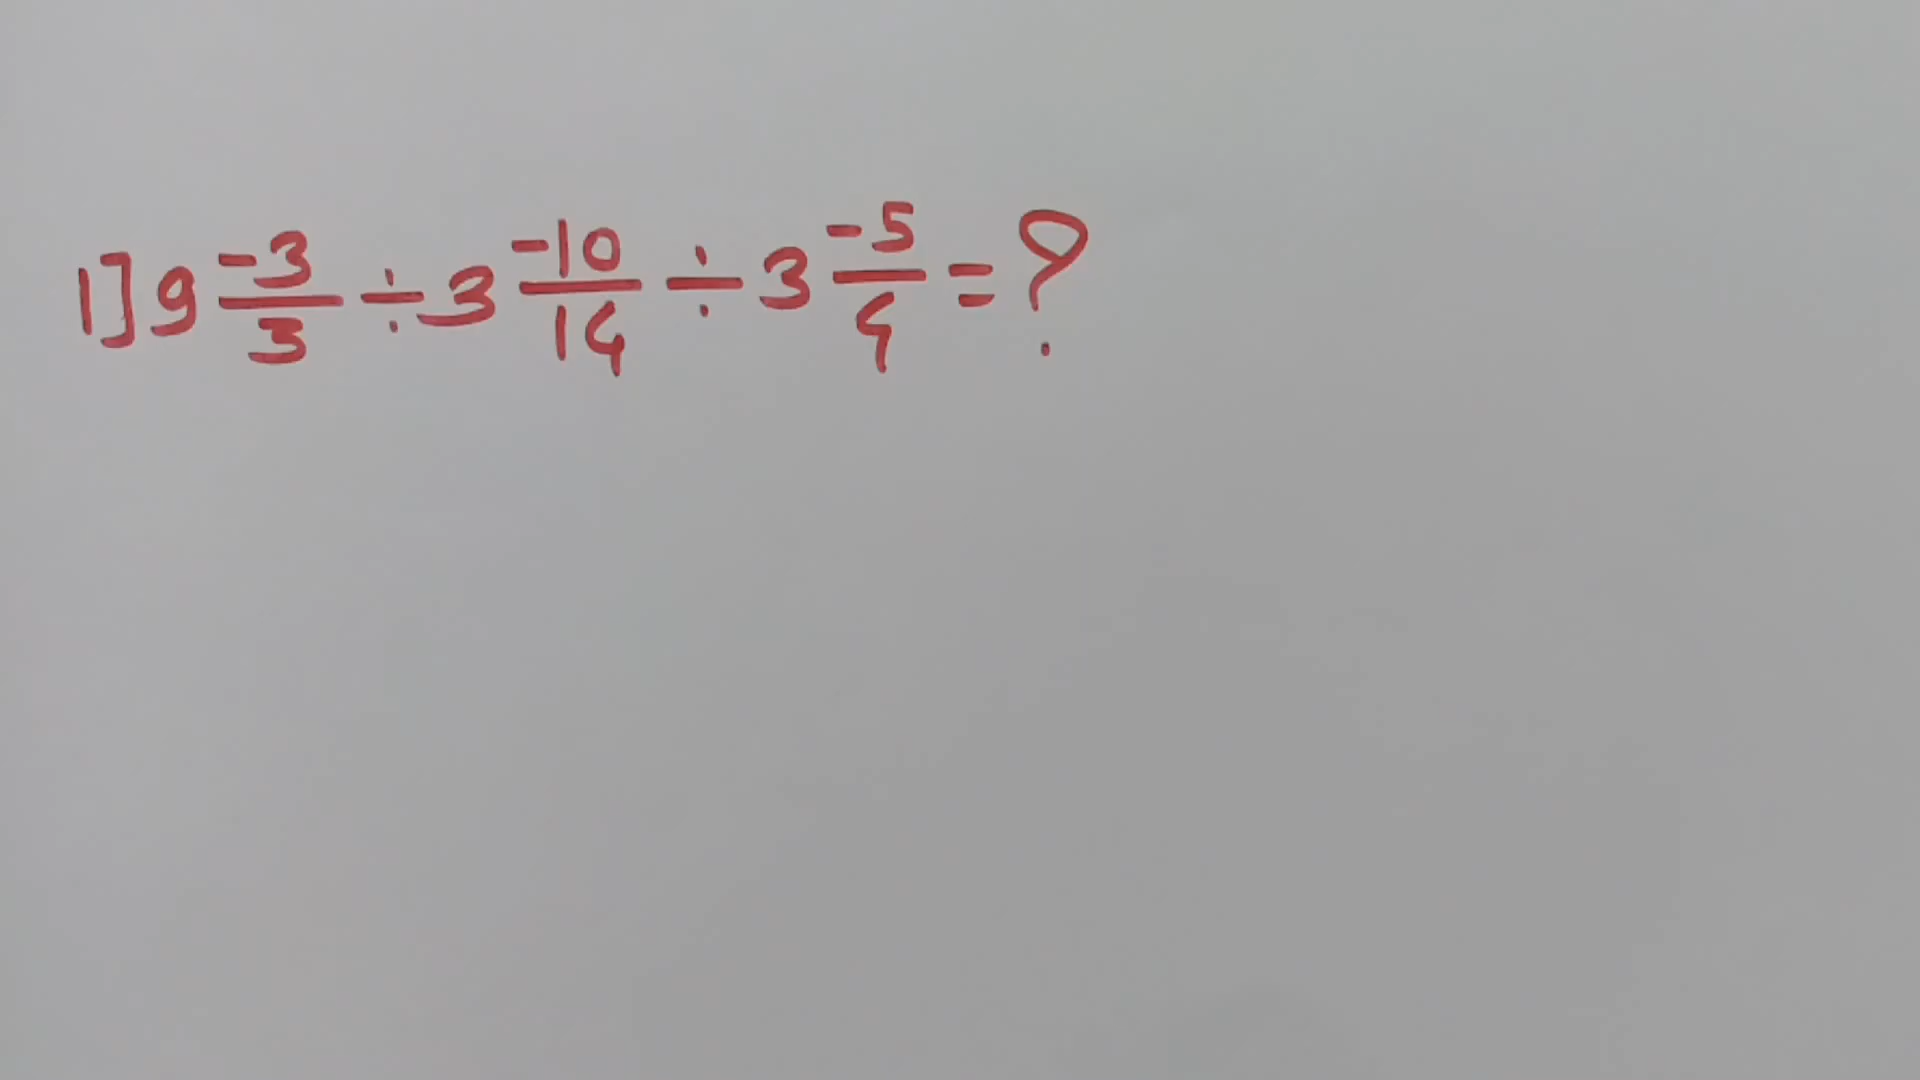 1] 9 -3/3 ÷ 3 -10/14 ÷ 3 -5/4 = ?